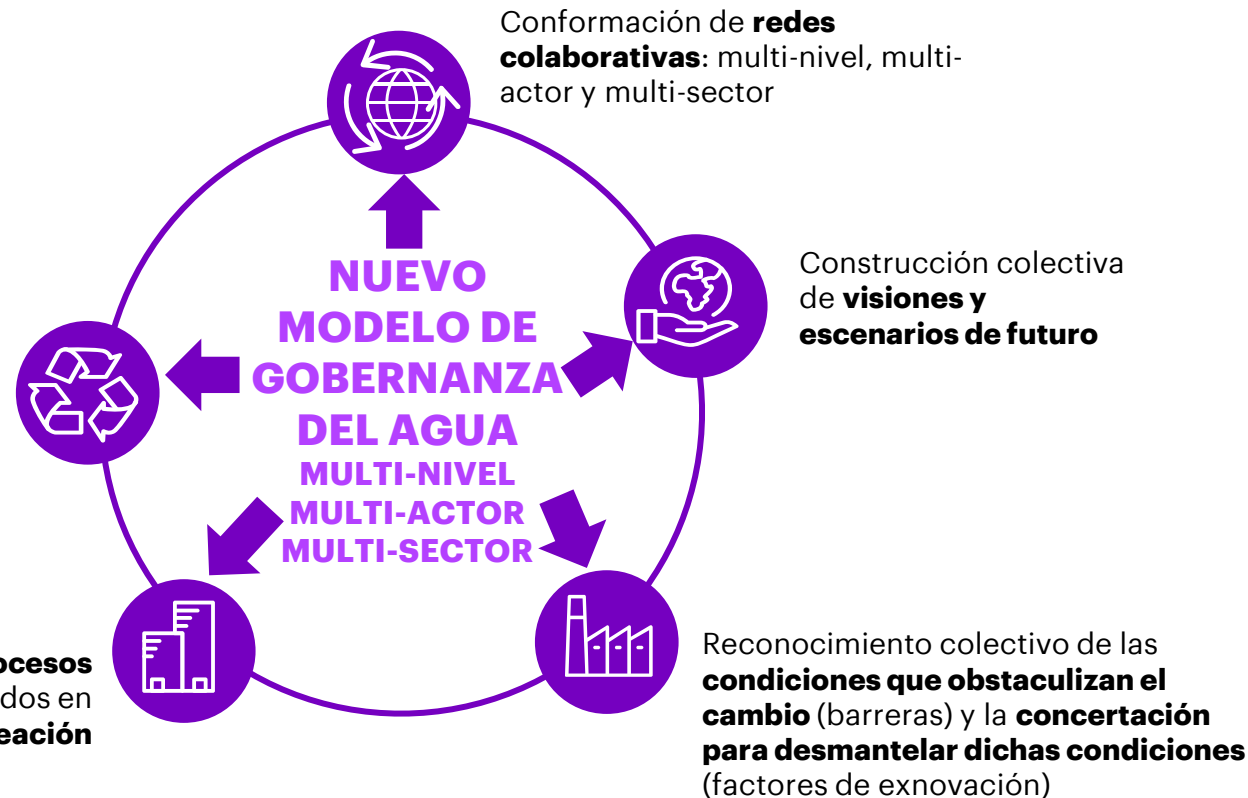 Conformación de redes
colaborativas: multi-nivel, multi-
actor y multi-sector
NUEVO
MODELO DE
GOBERNANZA
DEL AGUA
MULTI-NIVEL
MULTI-ACTOR
MULTI-SECTOR
Construcción colectiva
de visiones y
escenarios de futuro
Reconocimiento colectivo de las
condiciones que obstaculizan el
cambio (barreras) y la concertación
para desmantelar dichas condiciones
(factores de exnovación)
en